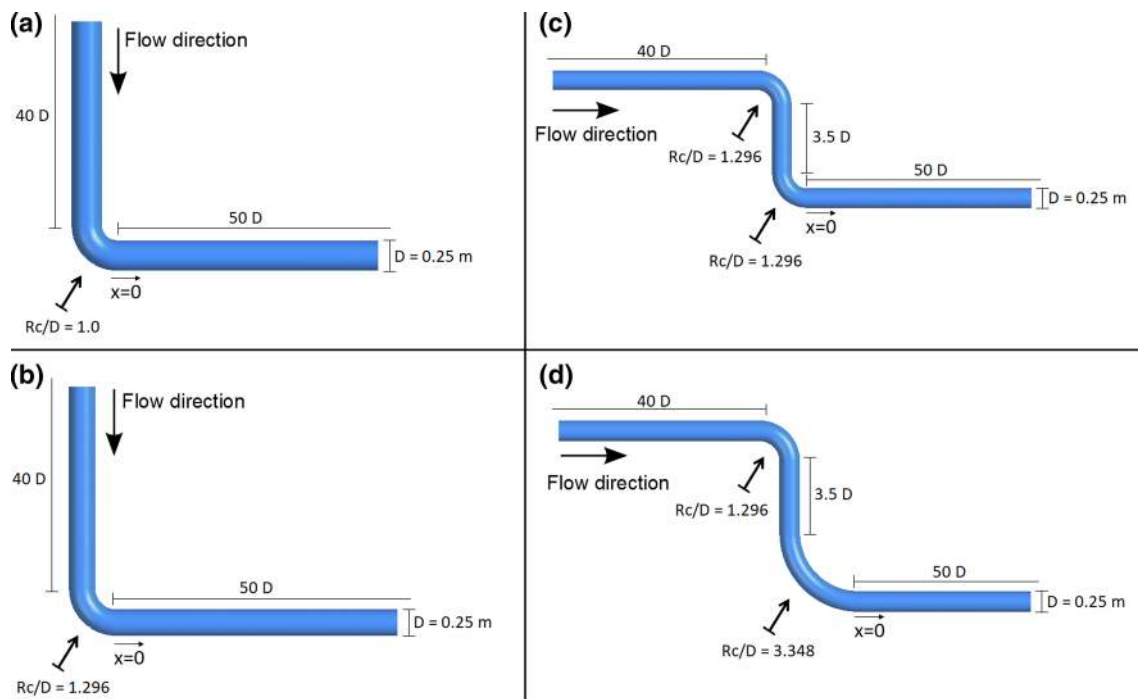 (a)
Flow direction
40 D
50 D
D = 0.25 m
x=0
Rc/D = 1.0
(b)
Flow direction
40 D
50 D
D = 0.25 m
x=0
Rc/D = 1.296
(c)
40 D
Flow direction
3.5 D
Rc/D = 1.296
50 D
D = 0.25 m
x=0
Rc/D = 1.296
(d)
40 D
Flow direction
3.5 D
Rc/D = 1.296
50 D
D = 0.25 m
x=0
Rc/D = 3.348